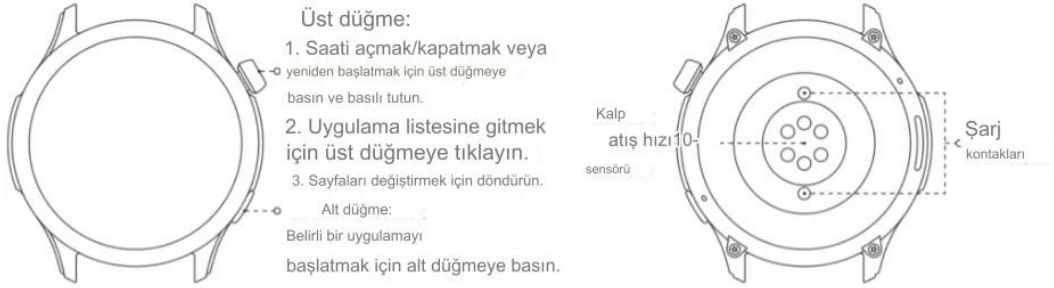 Üst düğme:
1. Saati açmak/kapatmak veya
yeniden başlatmak için üst düğmeye
basın ve basılı tutun.
2. Uygulama listesine gitmek
için üst düğmeye tıklayın.
3. Sayfaları değiştirmek için döndürün.
Alt düğme:
Belirli bir uygulamayı
başlatmak için alt düğmeye basın.
Kalp
atış hızı10-
sensörü
Şarj
kontakları